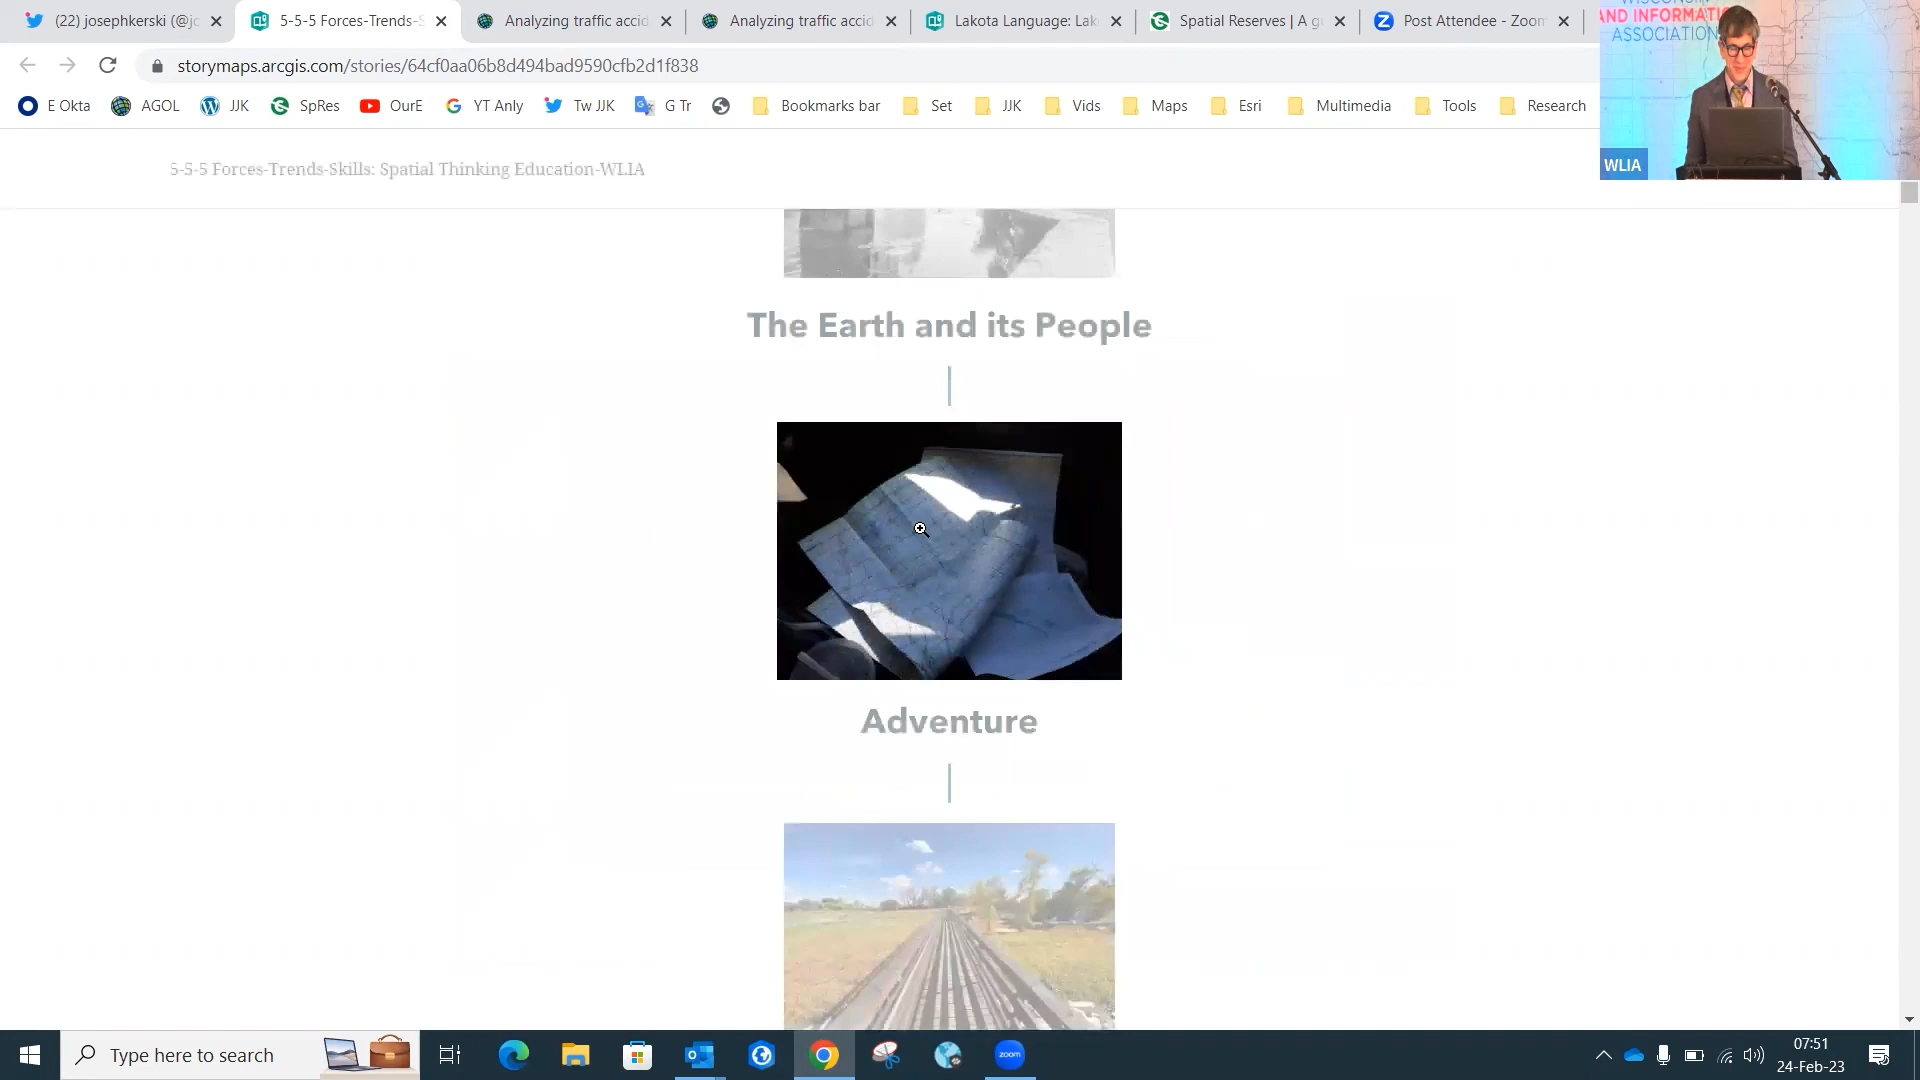 (22) josephkerski (@jo
5-5-5 Forces-Trends-S
Analyzing traffic accid
Analyzing traffic accid
Lakota Language: Lak
Spatial Reserves | A g
Post Attendee - Zoom
storymaps.arcgis.com/stories/64cf0aa06b8d494bad9590cfb2d1f838
E Okta
AGOL
JJK
SpRes
OurE
YT Anly
Tw JJK
G Tr
Bookmarks bar
Set
JJK
Vids
Maps
Esri
Multimedia
Tools
Research
WISCONSIN
AND INFORMATI
ASSOCIATION
WLIA
5-5-5 Forces-Trends-Skills: Spatial Thinking Education-WLIA
The Earth and its People
Adventure
Type here to search
zoom
07:51
24-Feb-23